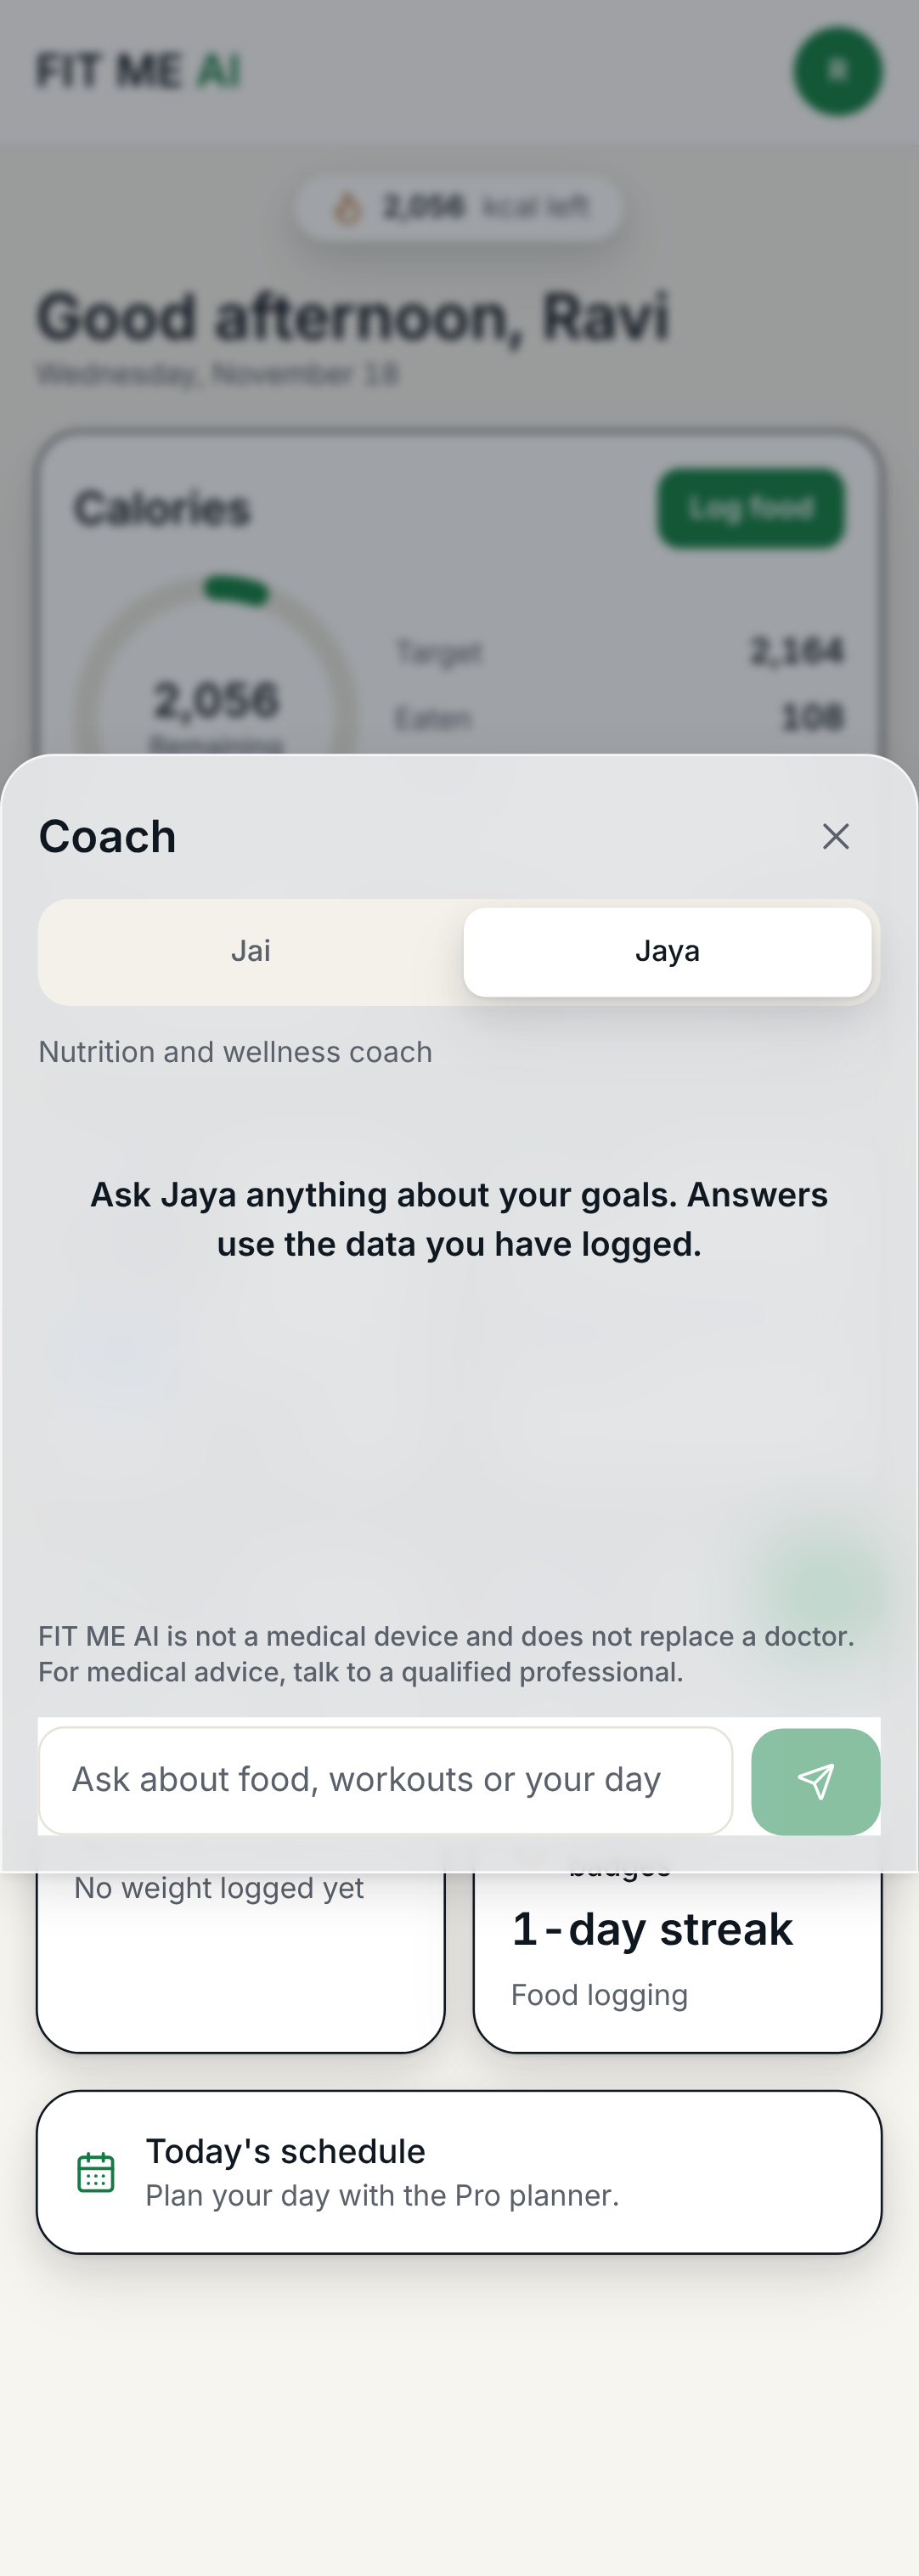 FIT ME AI
R
2,056 kcal left
Good afternoon, Ravi
Wednesday, November 18
Calories
Log food
Target 2,164
2,056
Remaining
Eaten 108
Coach
Jai
Jaya
Nutrition and wellness coach
Ask Jaya anything about your goals. Answers
use the data you have logged.
FIT ME AI is not a medical device and does not replace a doctor.
For medical advice, talk to a qualified professional.
Ask about food, workouts or your day
badges
No weight logged yet
1-day streak
Food logging
Today's schedule
Plan your day with the Pro planner.